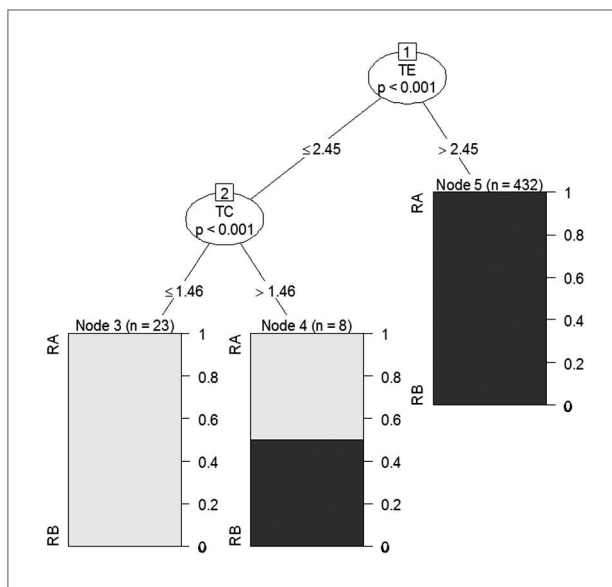 1
TE
p < 0.001
≤ 2.45
> 2.45
2
TC
p < 0.001
≤ 1.46
> 1.46
Node 5 (n = 432)
RA
RB
1
0.8
0.6
0.4
0.2
0
Node 3 (n = 23)
RA
RB
1
0.8
0.6
0.4
0.2
0
Node 4 (n = 8)
RA
RB
1
0.8
0.6
0.4
0.2
0